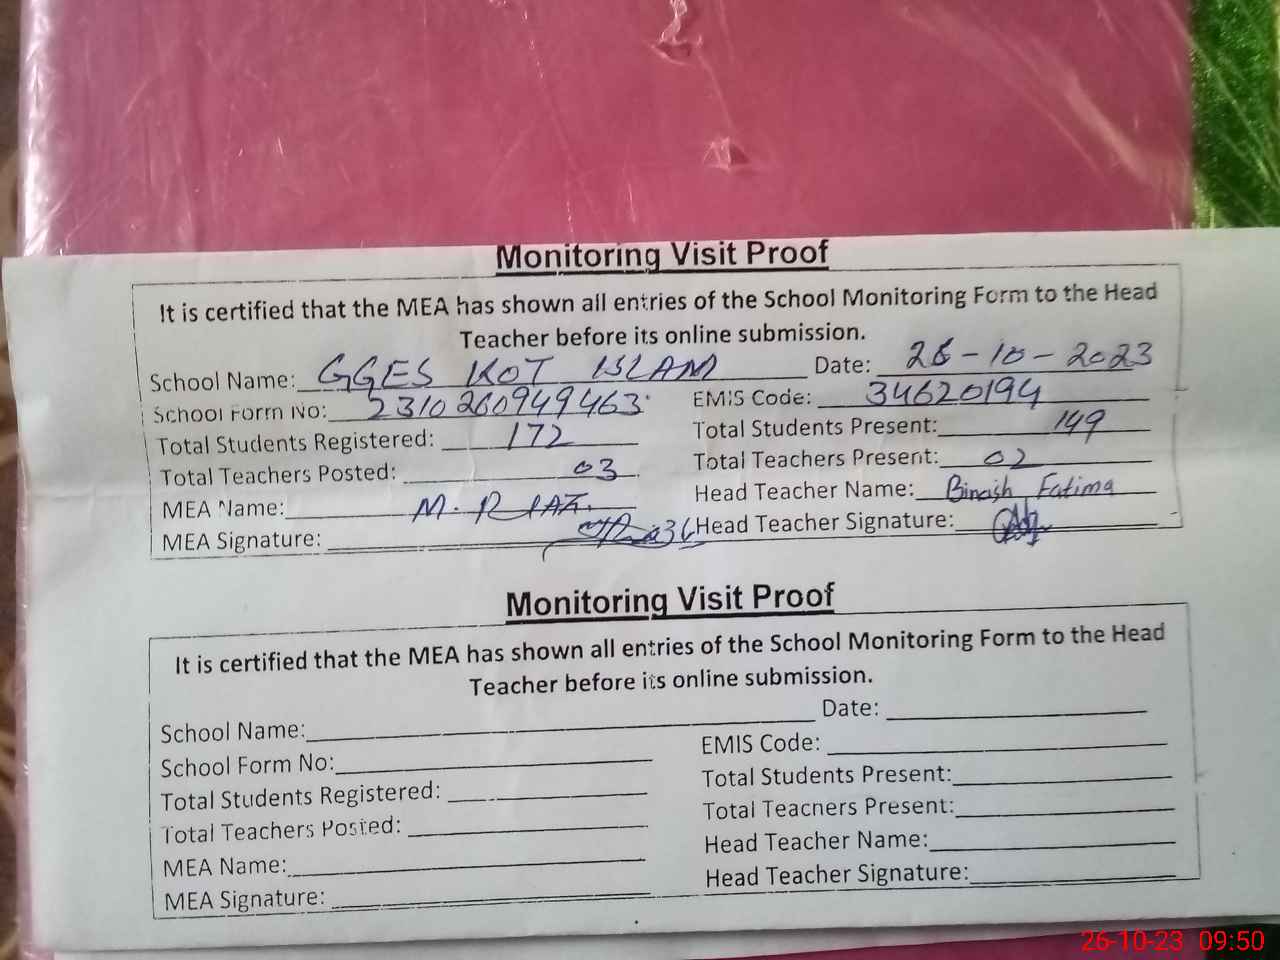 Monitoring Visit Proof
It is certified that the MEA has shown all entries of the School Monitoring Form to the Head
Teacher before its online submission.
School Name: GGES KOT ISLAM Date: 26-10-2023
School Form No: 2310260949463 EMIS Code: 34620194
Total Students Registered: 172 Total Students Present: 149
Total Teachers Posted: 03 Total Teachers Present: 02
MEA Name: M. RIAZ. Head Teacher Name: Binash Fatima
MEA Signature: Head Teacher Signature:
Monitoring Visit Proof
It is certified that the MEA has shown all entries of the School Monitoring Form to the Head
Teacher before its online submission.
School Name: Date:
School Form No: EMIS Code:
Total Students Registered: Total Students Present:
Total Teachers Posted: Total Teachers Present:
MEA Name: Head Teacher Name:
MEA Signature: Head Teacher Signature:
26-10-23 09:50